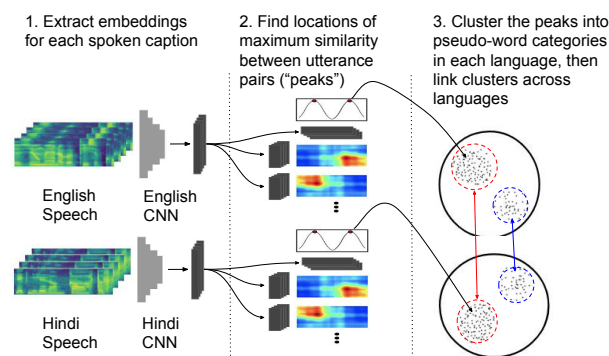 1. Extract embeddings
for each spoken caption
2. Find locations of
maximum similarity
between utterance
pairs (“peaks”)
3. Cluster the peaks into
pseudo-word categories
in each language, then
link clusters across
languages
English
Speech
English
CNN
Hindi
Speech
Hindi
CNN